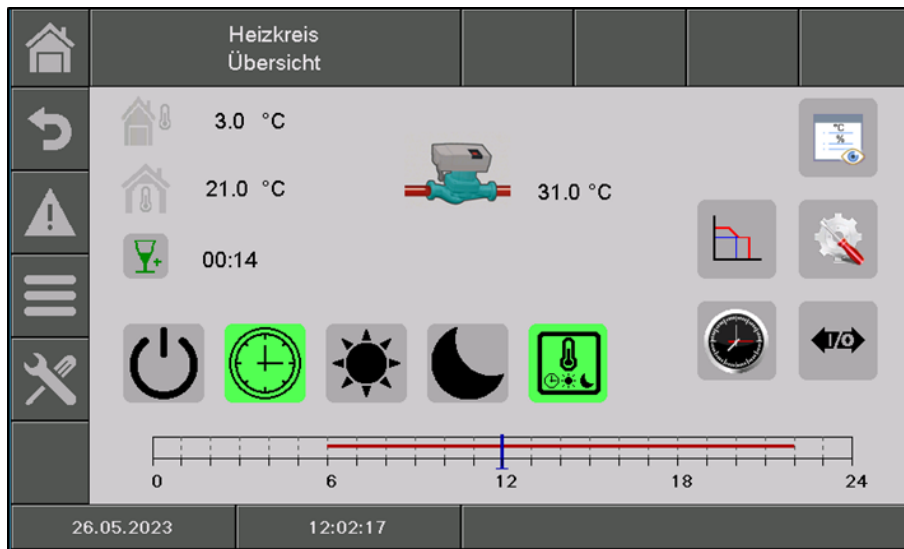 Heizkreis
Übersicht
3.0 °C
°C
%
21.0 °C
31.0 °C
00:14
I/O
0 6 12 18 24
26.05.2023 12:02:17